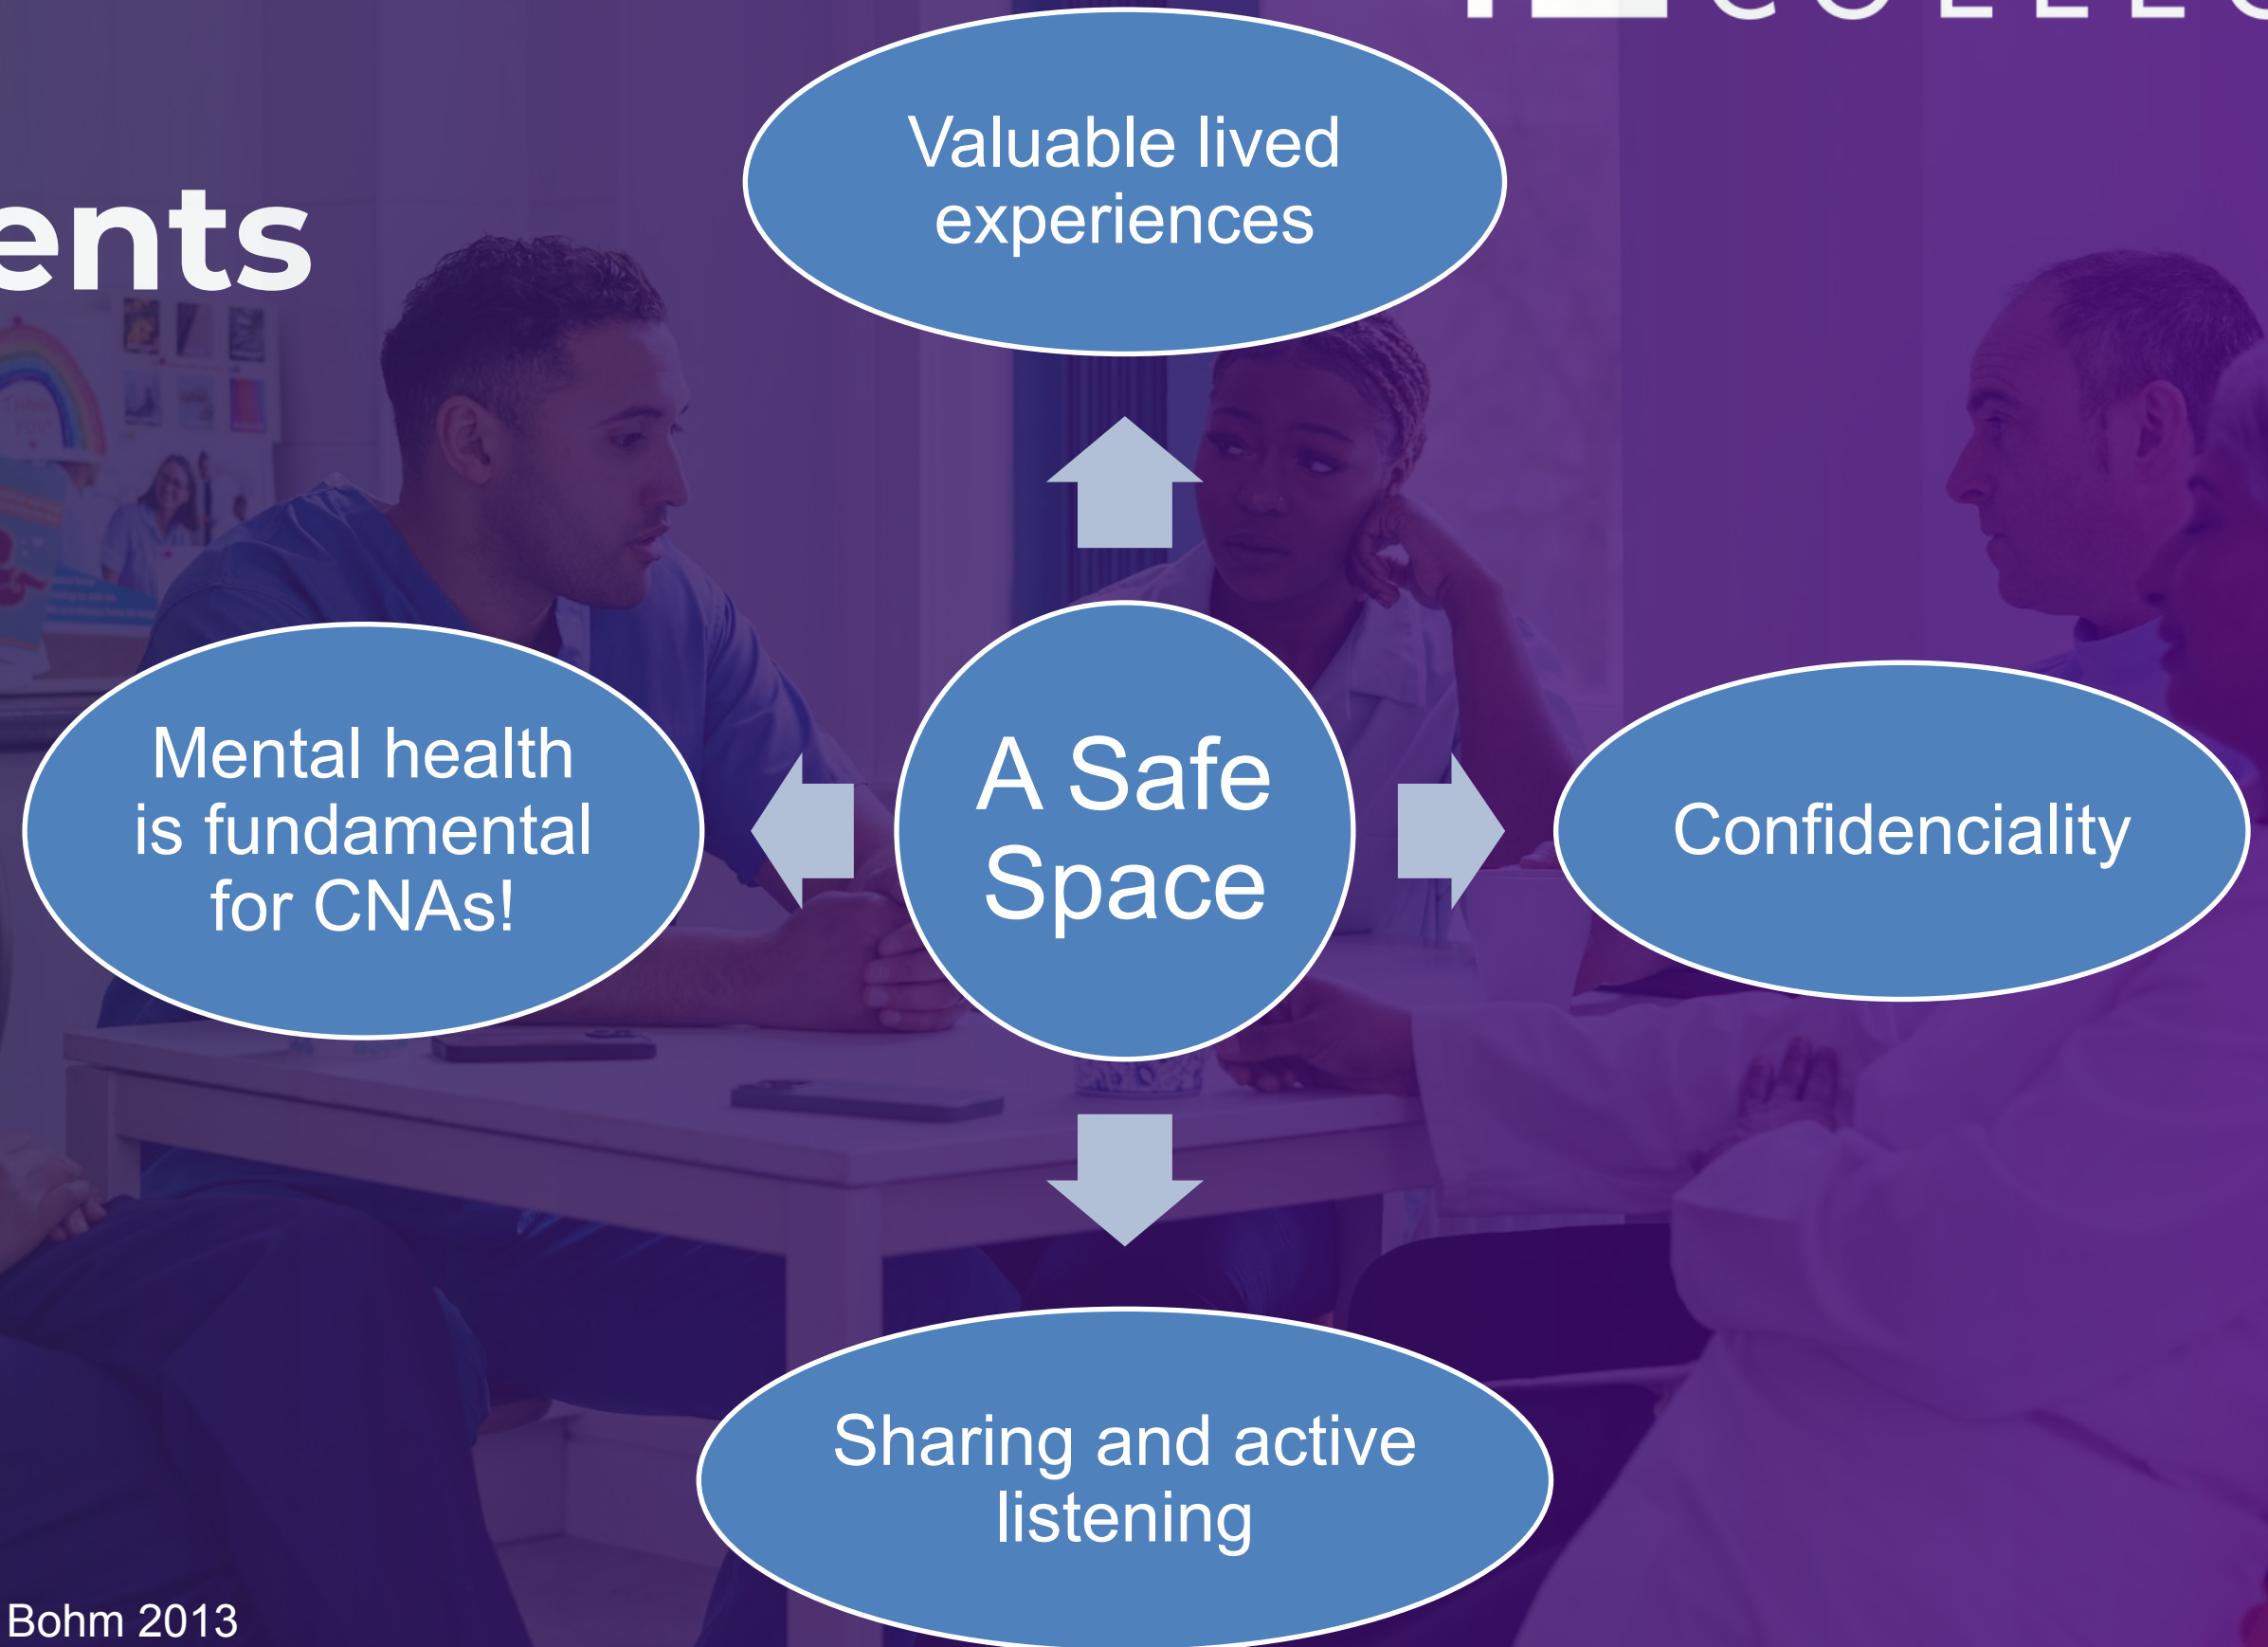 COLLEC
ents
Valuable lived
experiences
Mental health
is fundamental
for CNAs!
A Safe
Space
Confidenciality
Sharing and active
listening
Bohm 2013